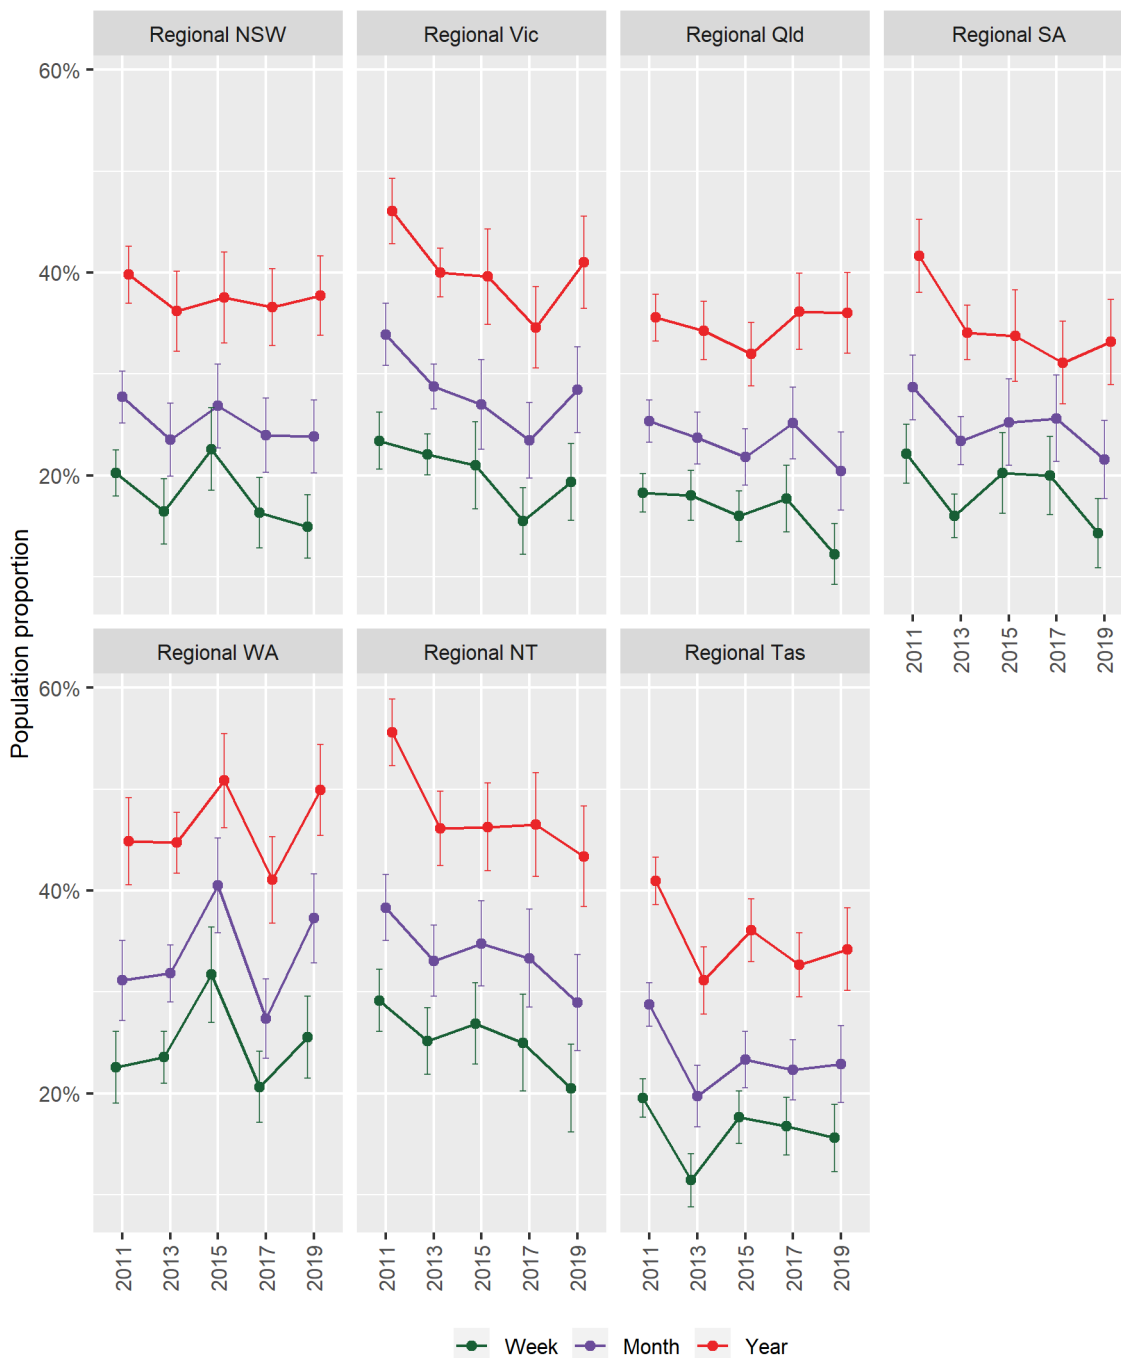 Regional NSW
Regional Vic
Regional Qld
Regional SA
60%
40%
20%
2011
2013
2015
2017
2019
Population proportion
Regional WA
Regional NT
Regional Tas
60%
40%
20%
2011
2013
2015
2017
2019
2011
2013
2015
2017
2019
2011
2013
2015
2017
2019
Week
Month
Year